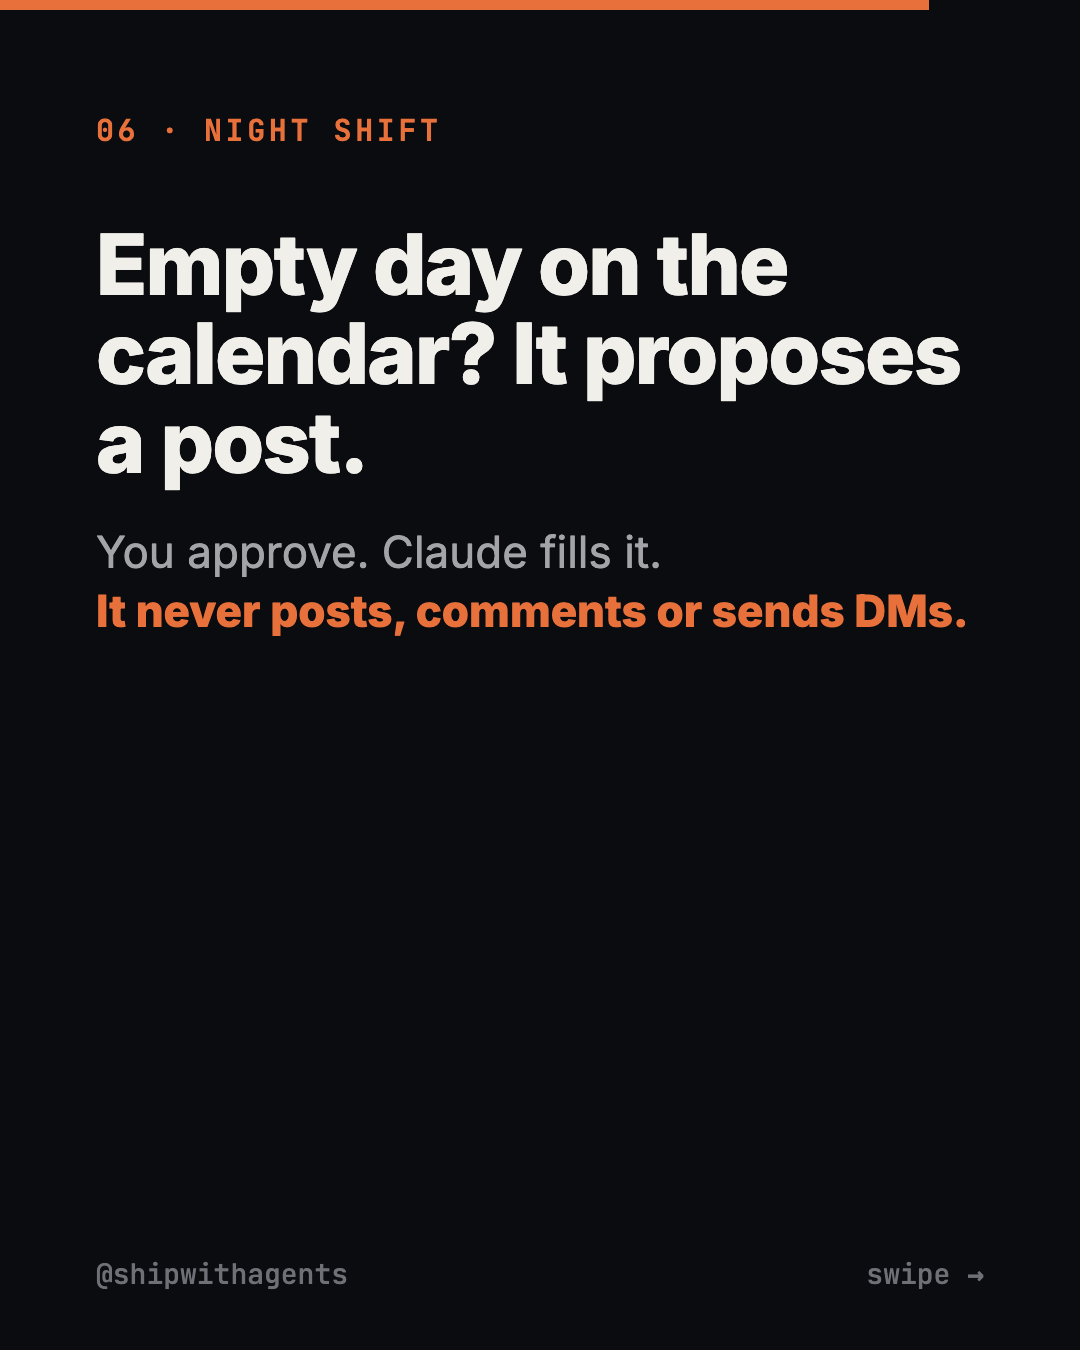 06 · NIGHT SHIFT
Empty day on the
calendar? It proposes
a post.
You approve. Claude fills it.
It never posts, comments or sends DMs.
@shipwithagents
swipe →